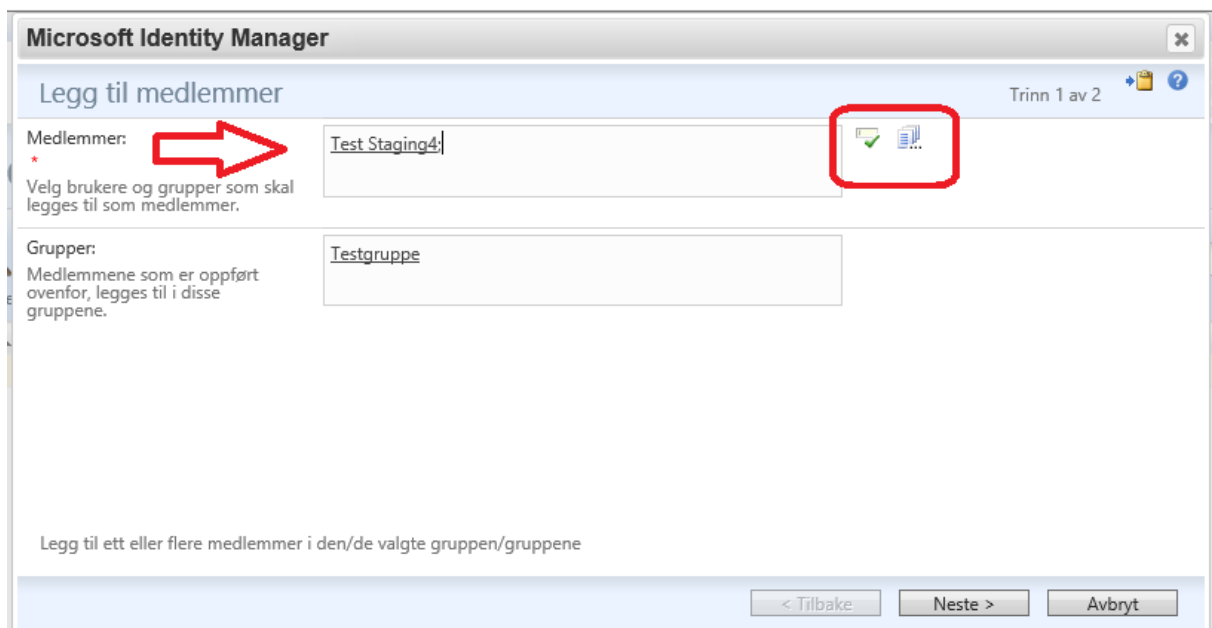 Microsoft Identity Manager
Legg til medlemmer
Trinn 1 av 2
Medlemmer:
*
Velg brukere og grupper som skal
legges til som medlemmer.
Test Staging4;
Grupper:
Medlemmene som er oppført
ovenfor, legges til i disse
gruppene.
Testgruppe
Legg til ett eller flere medlemmer i den/de valgte gruppen/gruppene
< Tilbake
Neste >
Avbryt